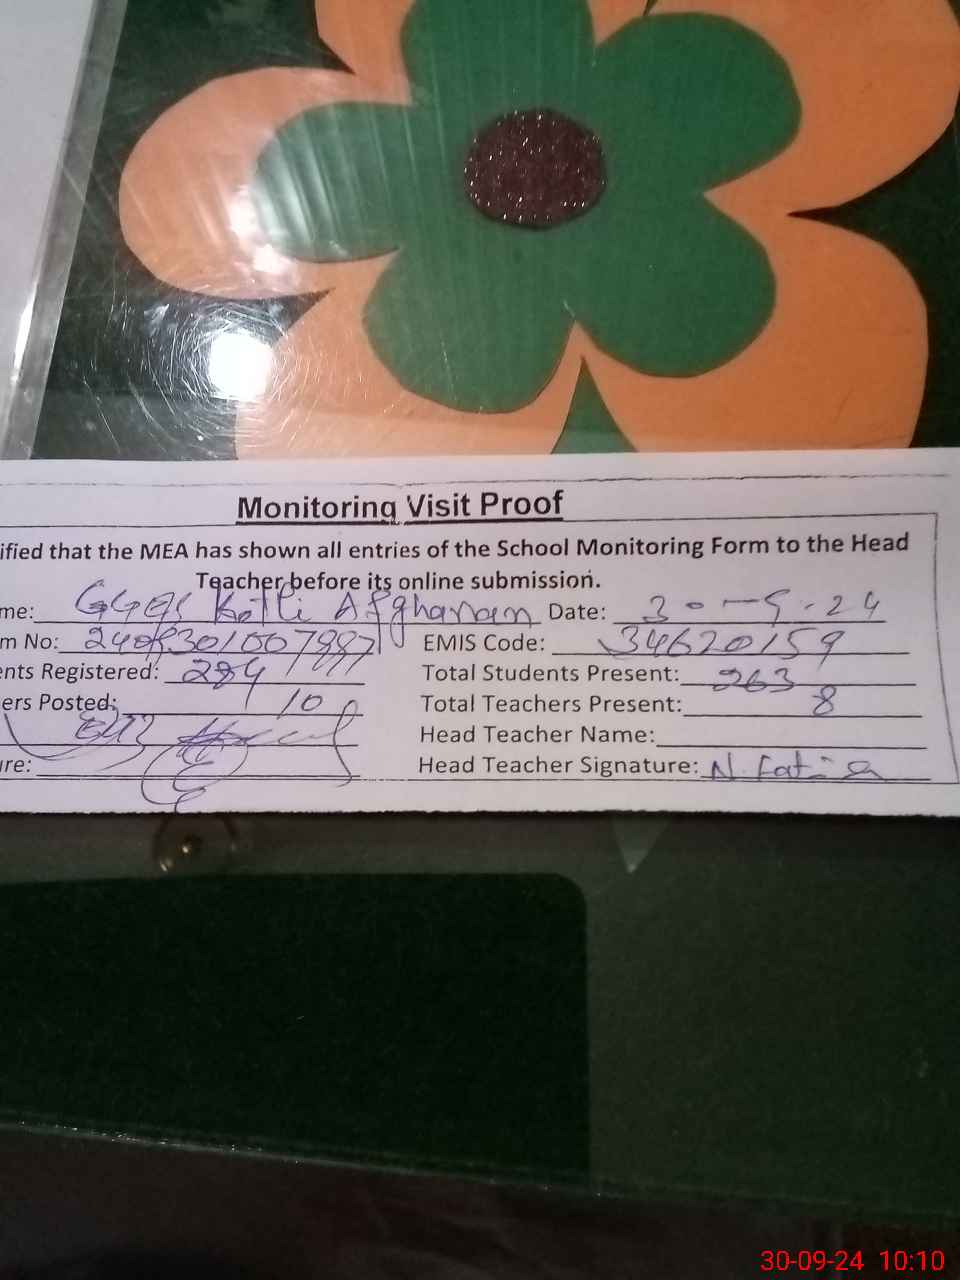 Monitoring Visit Proof
ified that the MEA has shown all entries of the School Monitoring Form to the Head
Teacher before its online submission.
me: GGES Kotli Afghanan Date: 30-9-24
m No: EMIS Code: 34620159
nts Registered: 284 Total Students Present: 263
ers Posted: 10 Total Teachers Present: 8
Head Teacher Name:
re: Head Teacher Signature: N. Fatima
30-09-24 10:10